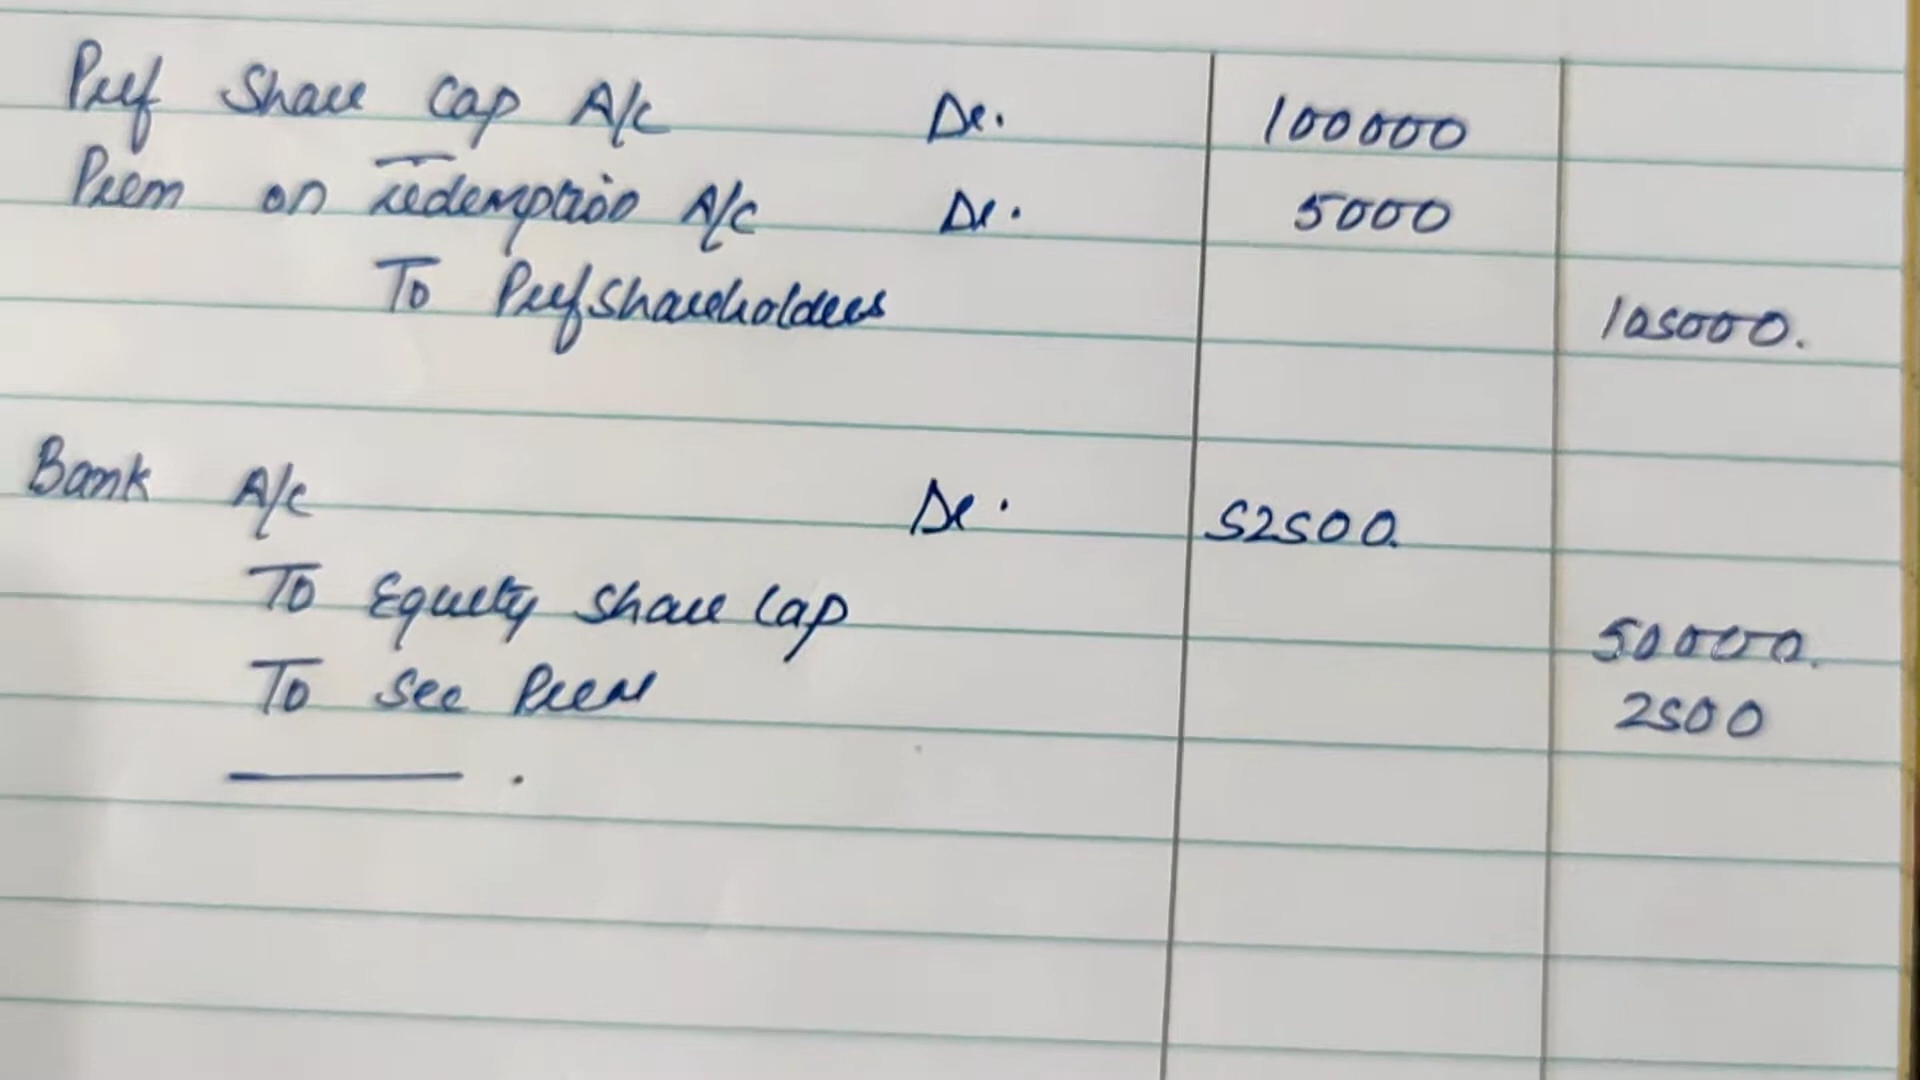 Pref Share Cap A/c Dr. 100000
Prem on redemption A/c Dr. 5000
To Pref shareholders 105000.
Bank A/c Dr. 52500.
To Equity share Cap 50000.
To Sec Prem 2500